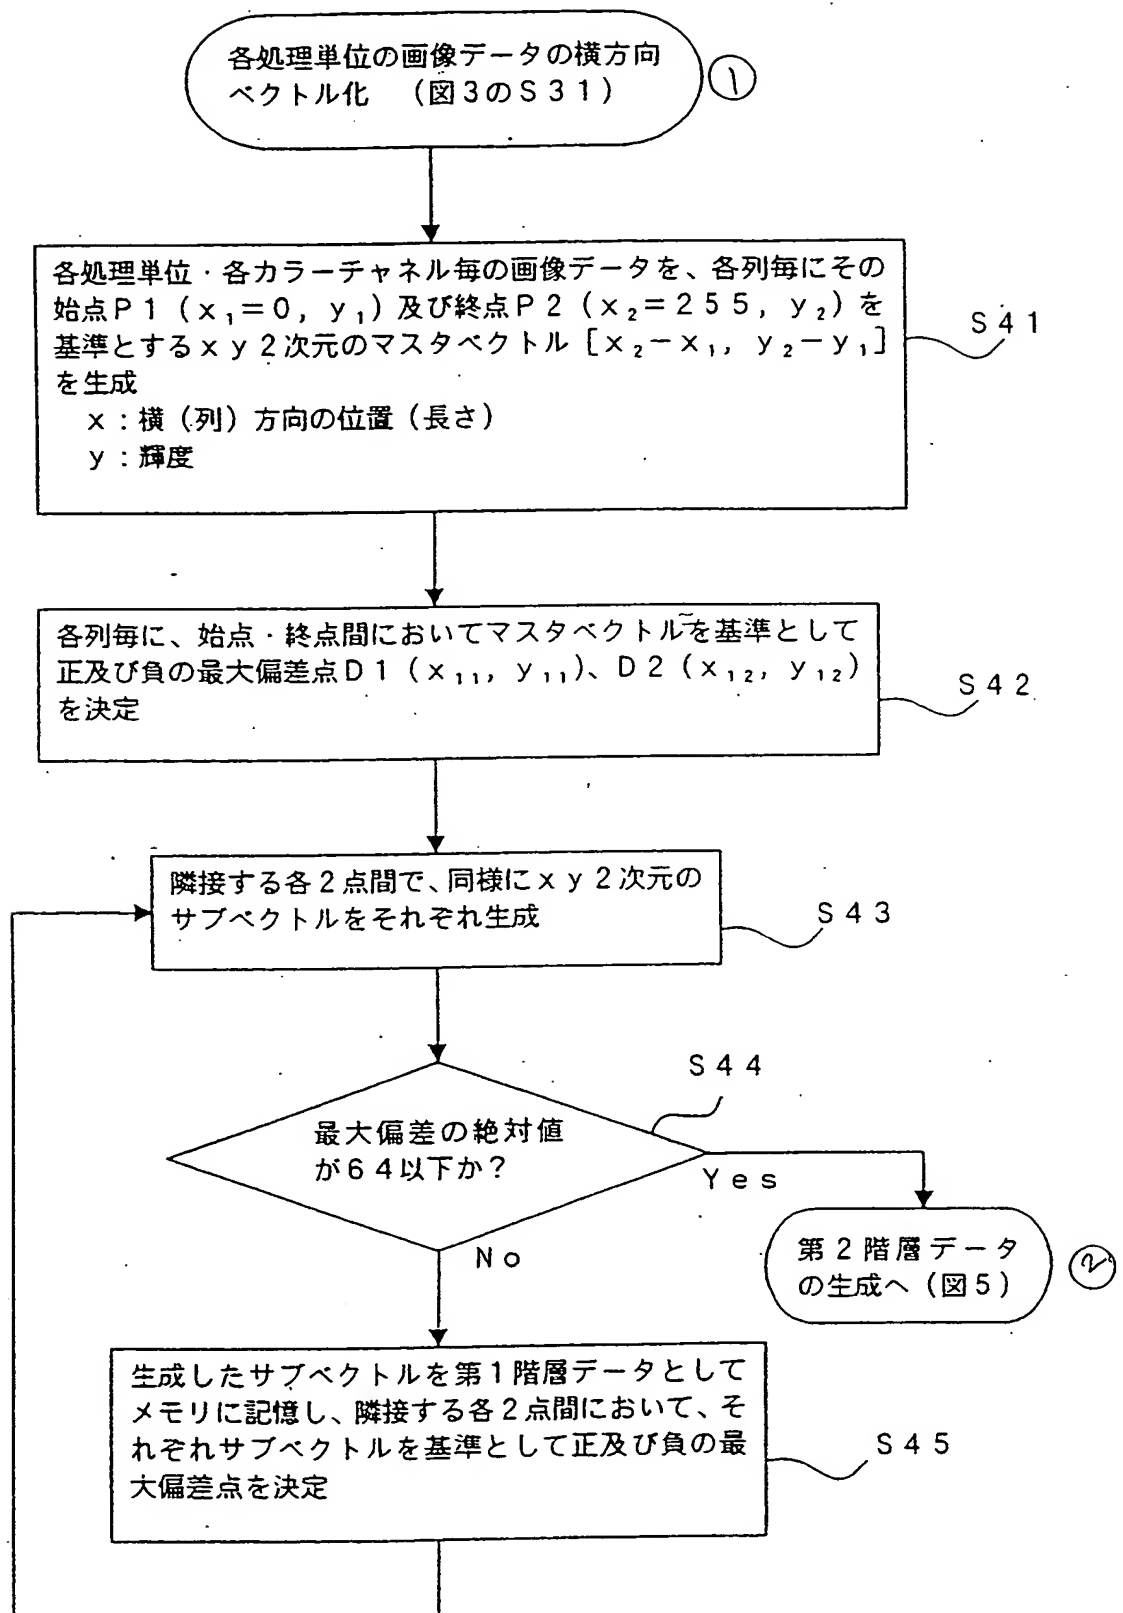 各処理単位の画像データの横方向
ベクトル化 （図3のS31）
①
各処理単位・各カラーチャネル毎の画像データを、各列毎にその
始点P1（x₁=0, y₁）及び終点P2（x₂=255, y₂）を
基準とするxy2次元のマスタベクトル［x₂-x₁, y₂-y₁］
を生成
x：横（列）方向の位置（長さ）
y：輝度
S41
各列毎に、始点・終点間においてマスタベクトルを基準として
正及び負の最大偏差点D1（x₁₁, y₁₁）、D2（x₁₂, y₁₂）
を決定
S42
隣接する各2点間で、同様にxy2次元の
サブベクトルをそれぞれ生成
S43
S44
最大偏差の絶対値
が64以下か？
Yes
No
第2階層データ
の生成へ（図5）
②
生成したサブベクトルを第1階層データとして
メモリに記憶し、隣接する各2点間において、そ
れぞれサブベクトルを基準として正及び負の最
大偏差点を決定
S45